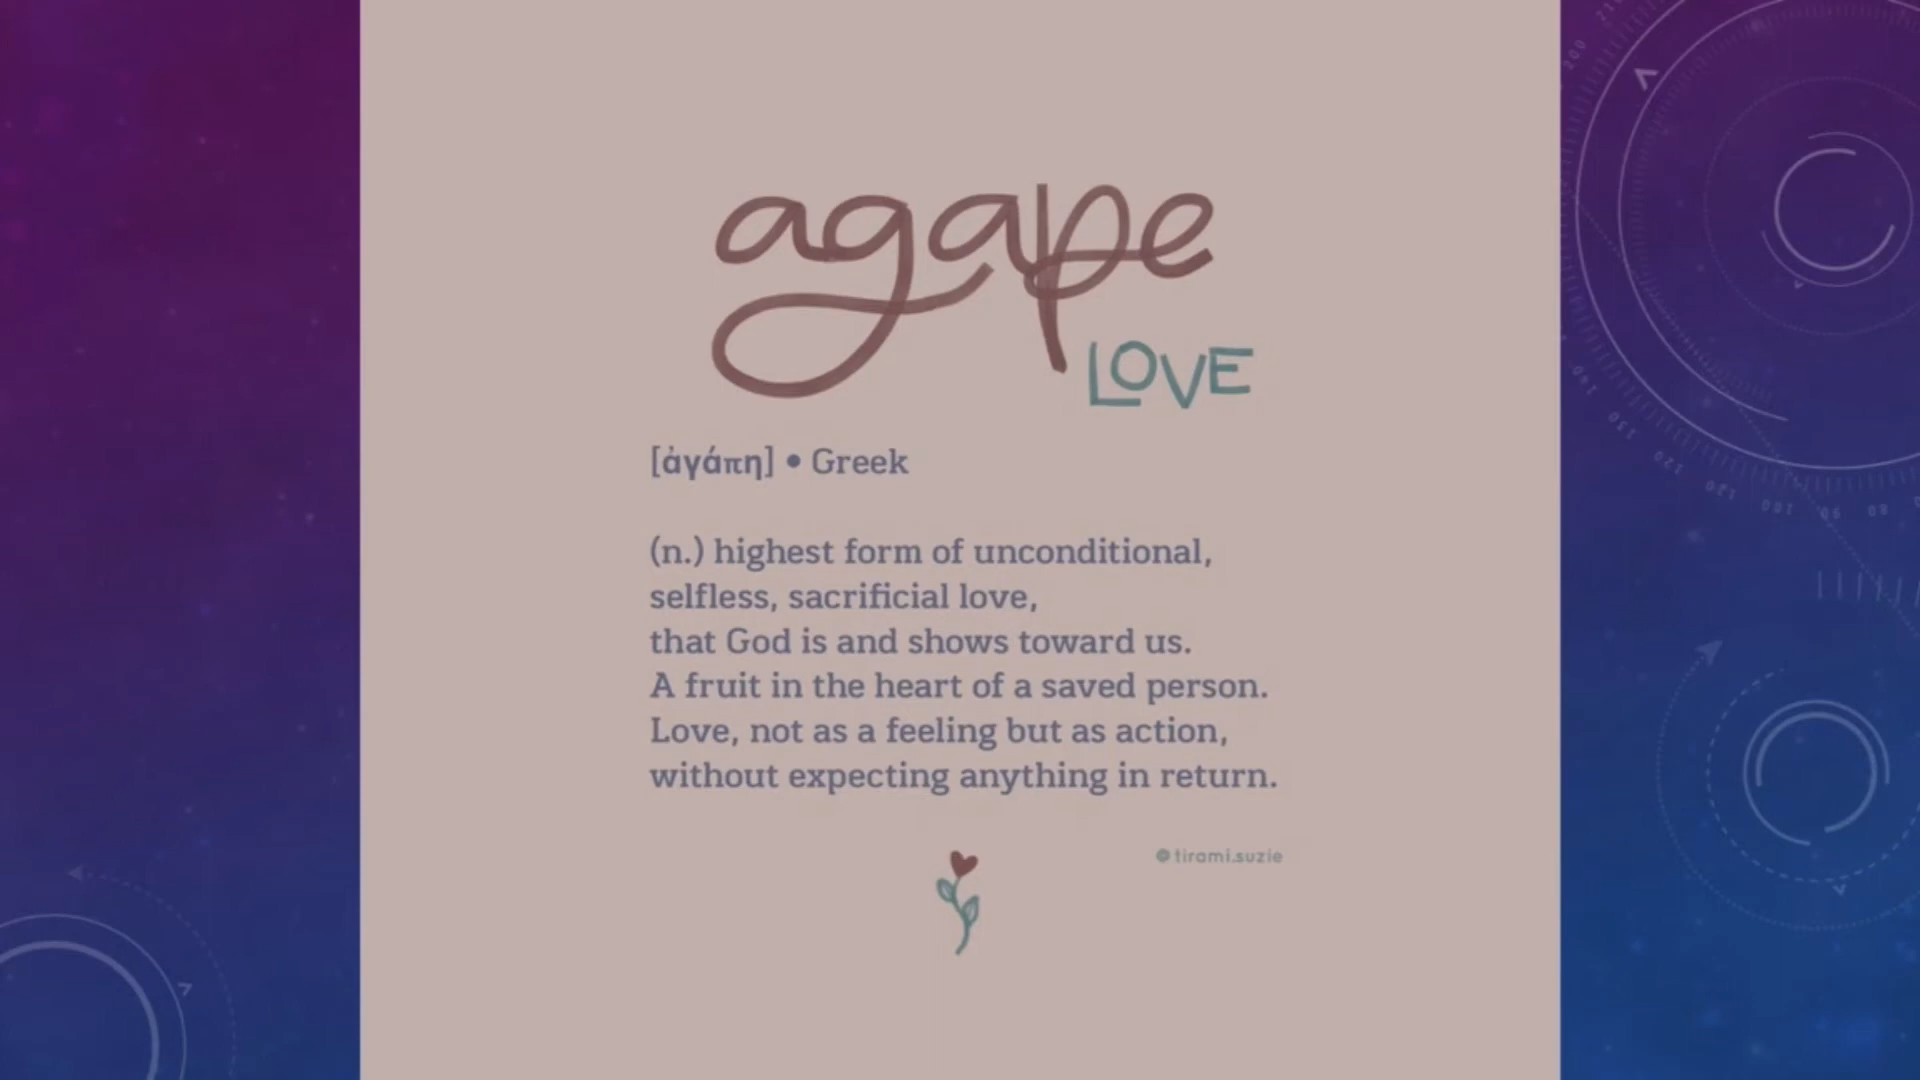 agape
LOVE
[ἀγάπη] • Greek
(n.) highest form of unconditional,
selfless, sacrificial love,
that God is and shows toward us.
A fruit in the heart of a saved person.
Love, not as a feeling but as action,
without expecting anything in return.
@tirami.suzie